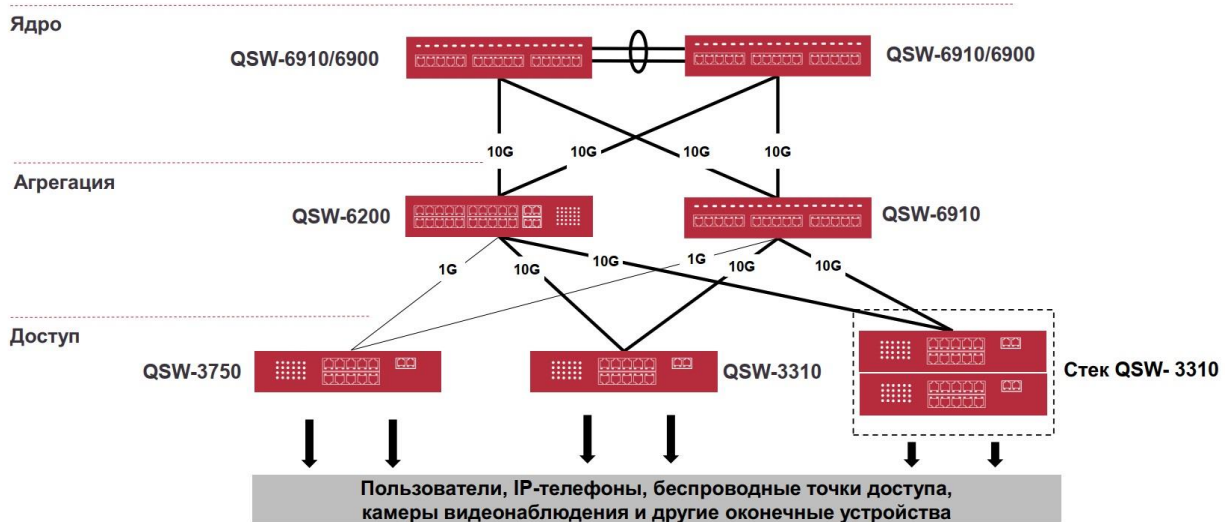 Ядро
QSW-6910/6900
QSW-6910/6900
10G
10G
10G
10G
Агрегация
QSW-6200
QSW-6910
1G
10G
10G
1G
10G
10G
Доступ
QSW-3750
QSW-3310
Стек QSW- 3310
Пользователи, IP-телефоны, беспроводные точки доступа,
камеры видеонаблюдения и другие оконечные устройства